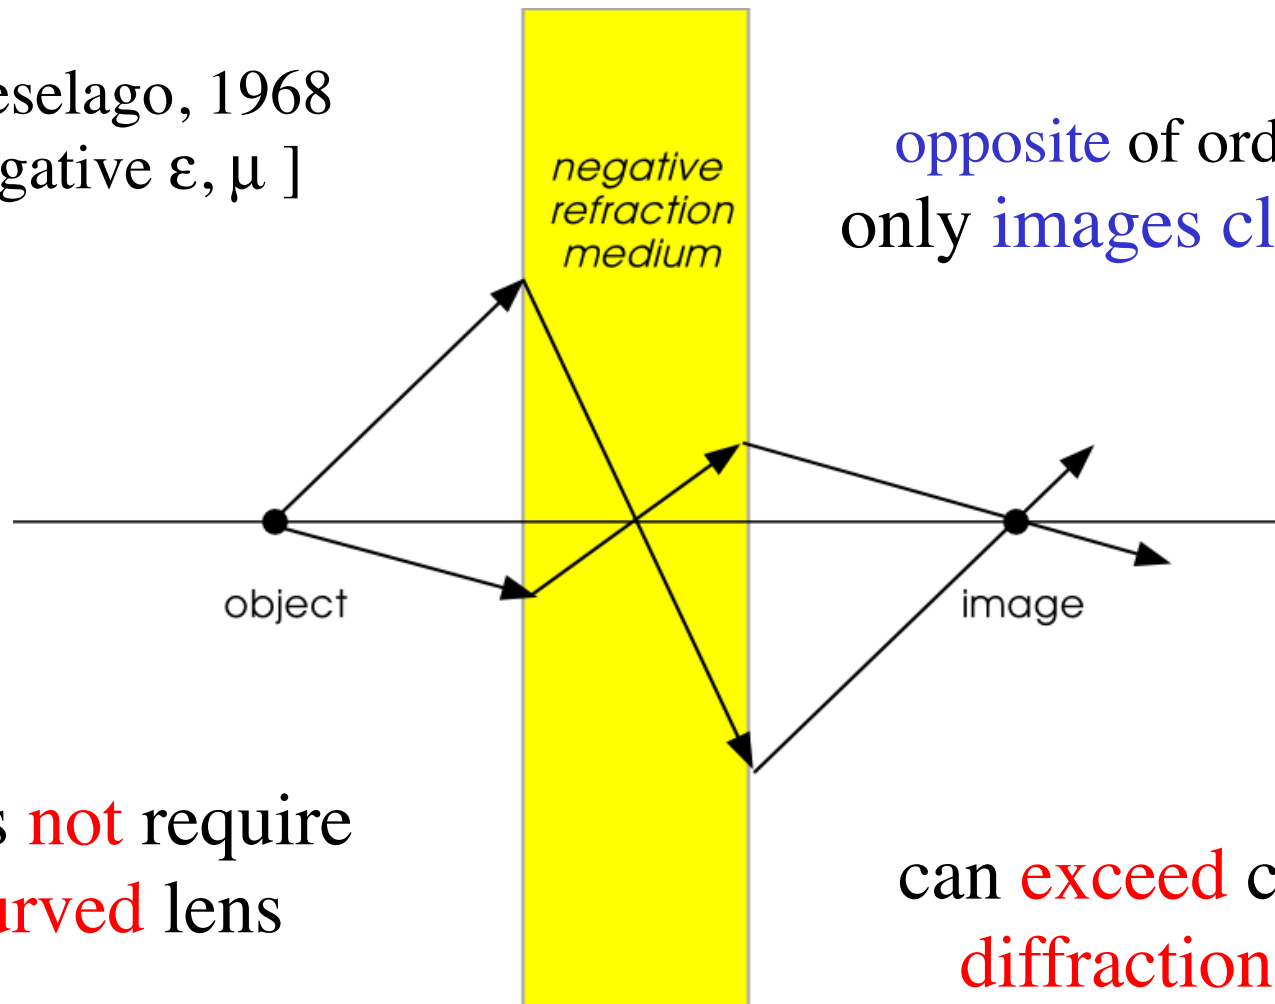 eselago, 1968
gative ε, μ ]
negative
refraction
medium
opposite of ord
only images cl
object
image
s not require
urved lens
can exceed c
diffraction